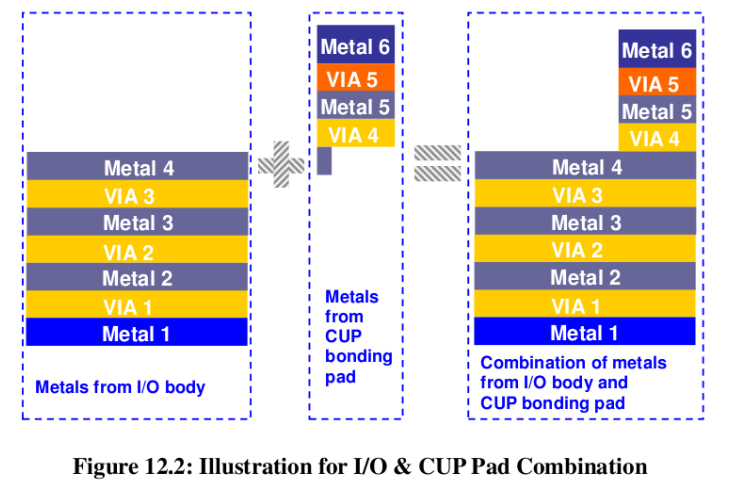 Metal 4
VIA 3
Metal 3
VIA 2
Metal 2
VIA 1
Metal 1
Metals from I/O body
Metal 6
VIA 5
Metal 5
VIA 4
Metals
from
CUP
bonding
pad
Metal 6
VIA 5
Metal 5
VIA 4
Metal 4
VIA 3
Metal 3
VIA 2
Metal 2
VIA 1
Metal 1
Combination of metals
from I/O body and
CUP bonding pad
Figure 12.2: Illustration for I/O & CUP Pad Combination